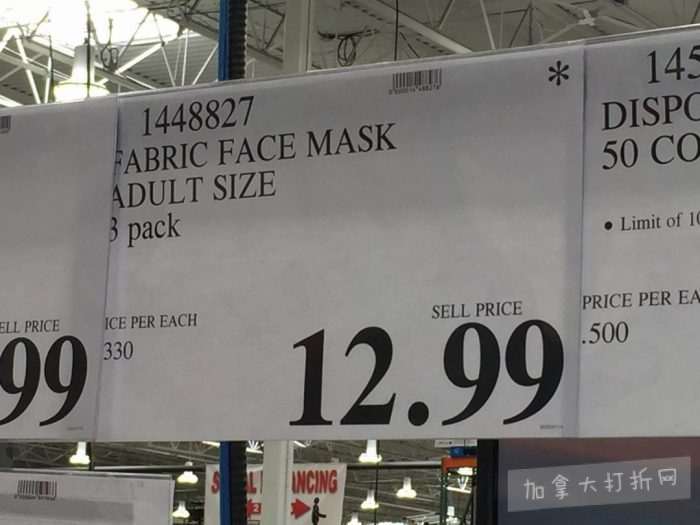 1448827
FABRIC FACE MASK
ADULT SIZE
3 pack
*
SELL PRICE
12.99
ICE PER EACH
330
ELL PRICE
99
145
DISPO
50 CO
• Limit of 10
PRICE PER EA
.500
ANCING
加拿大打折网